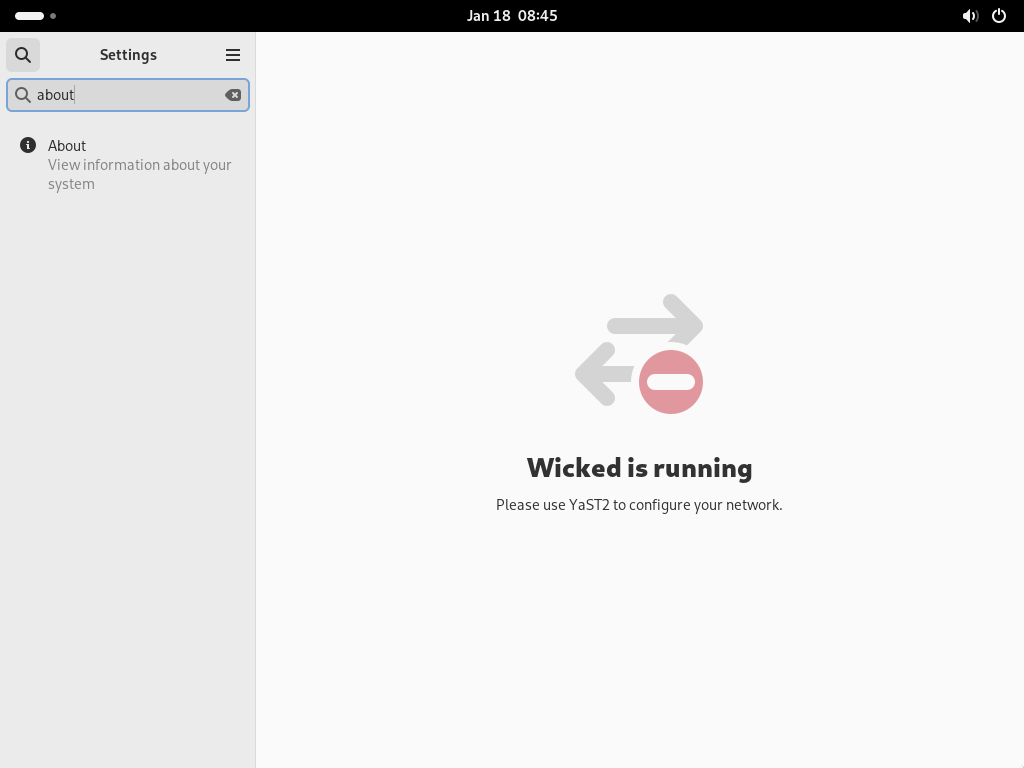 Jan 18 08:45
Settings
about
About
View information about your
system
Wicked is running
Please use YaST2 to configure your network.